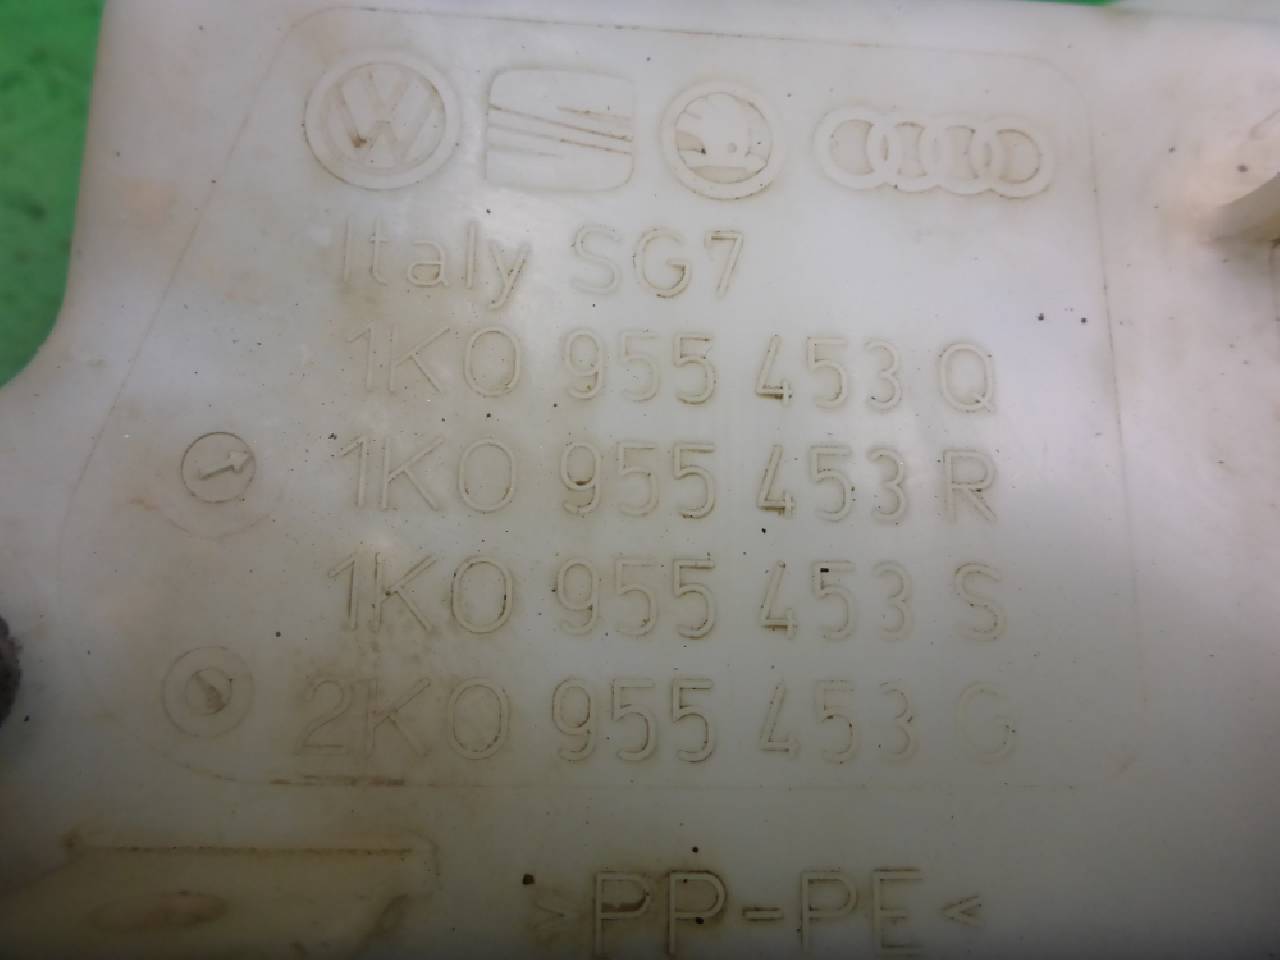 Italy SG7
1K0 955 453 Q
1K0 955 453 R
1K0 955 453 S
2K0 955 453 G
>PP-PE<